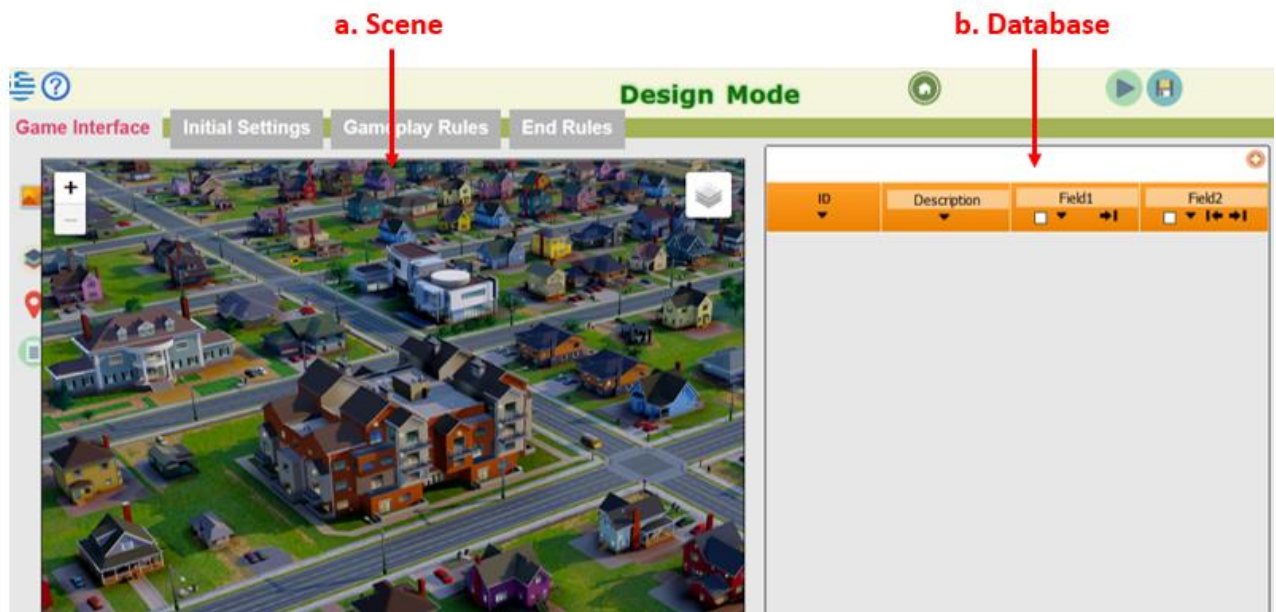 a. Scene
b. Database
?
Design Mode
Game Interface
Initial Settings
Gameplay Rules
End Rules
+
−
ID
Description
Field1
Field2